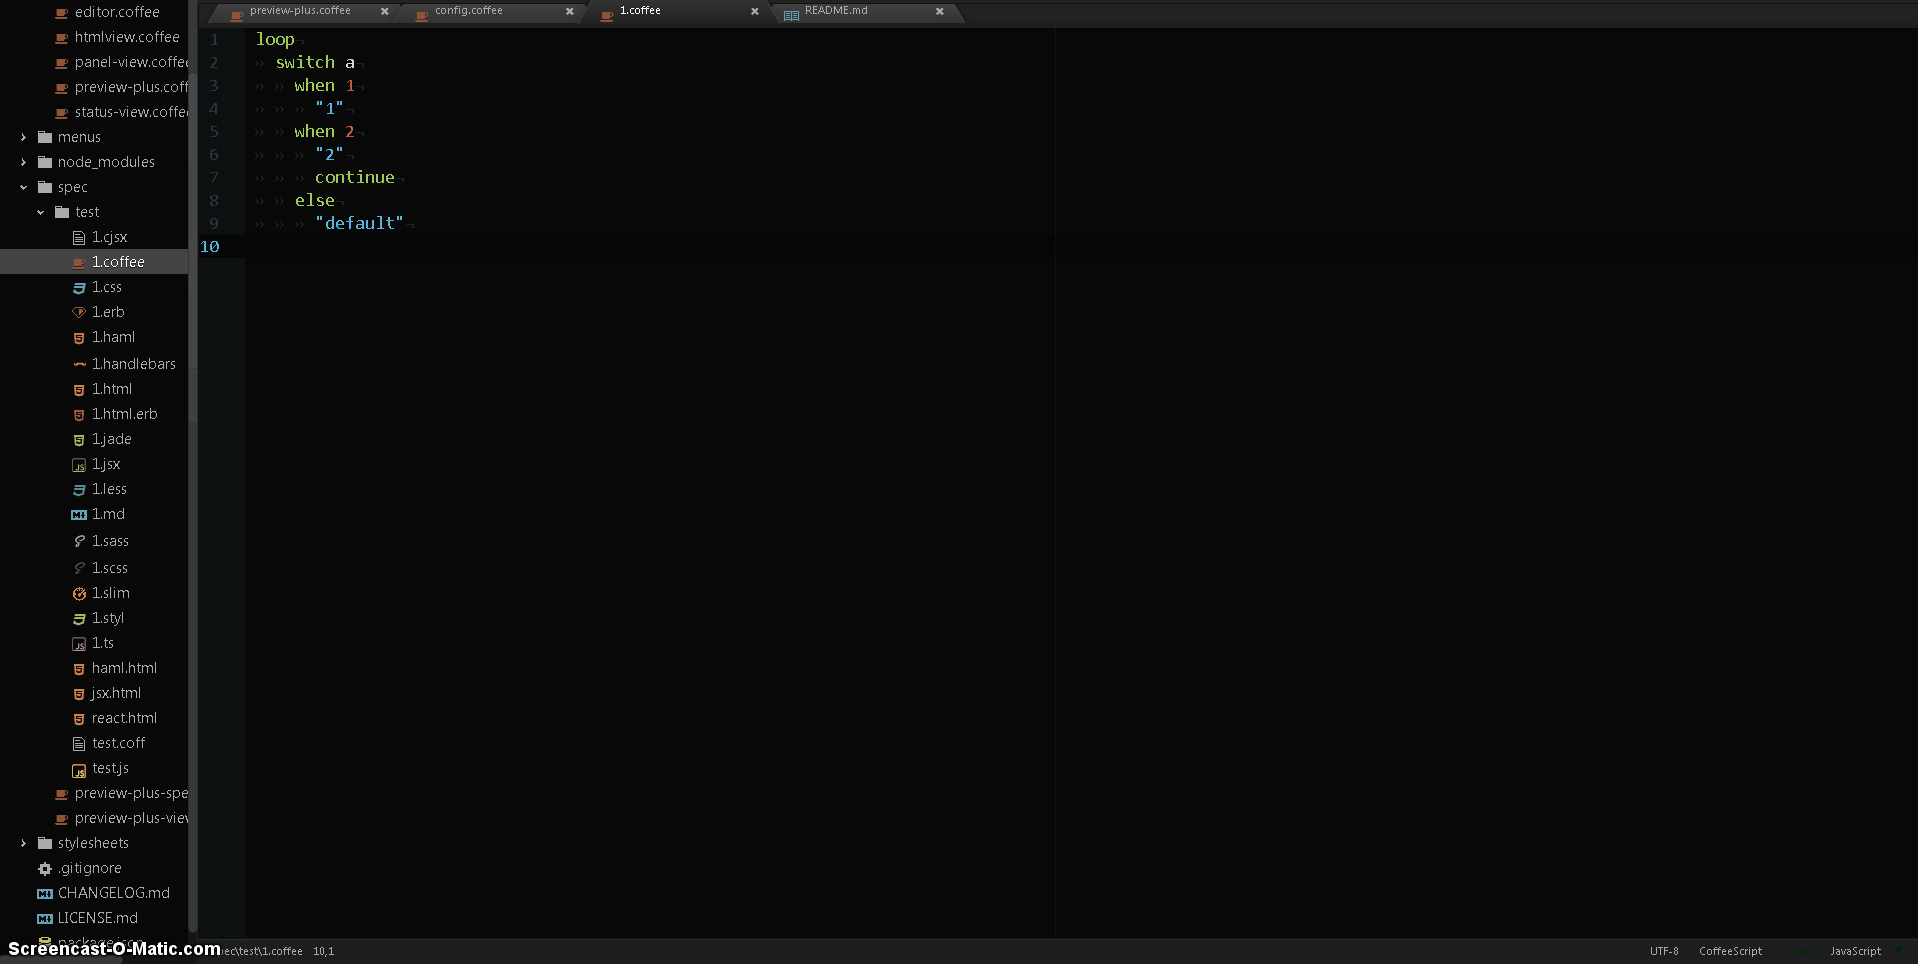 preview-plus.coffee
config.coffee
1.coffee
README.md
editor.coffee
htmlview.coffee
panel-view.coffee
preview-plus.coff
status-view.coffee
menus
node_modules
spec
test
1.cjsx
1.coffee
1.css
1.erb
1.haml
1.handlebars
1.html
1.html.erb
1.jade
1.jsx
1.less
1.md
1.sass
1.scss
1.slim
1.styl
1.ts
haml.html
jsx.html
react.html
test.coff
test.js
preview-plus-spe
preview-plus-view
stylesheets
.gitignore
CHANGELOG.md
LICENSE.md
package.json
1 loop¬
2 » switch a¬
3 » » when 1¬
4 » » » "1"¬
5 » » when 2¬
6 » » » "2"¬
7 » » » continue¬
8 » » else¬
9 » » » "default"¬
10
Screencast-O-Matic.com
pec\test\1.coffee 10,1
UTF-8 CoffeeScript JavaScript